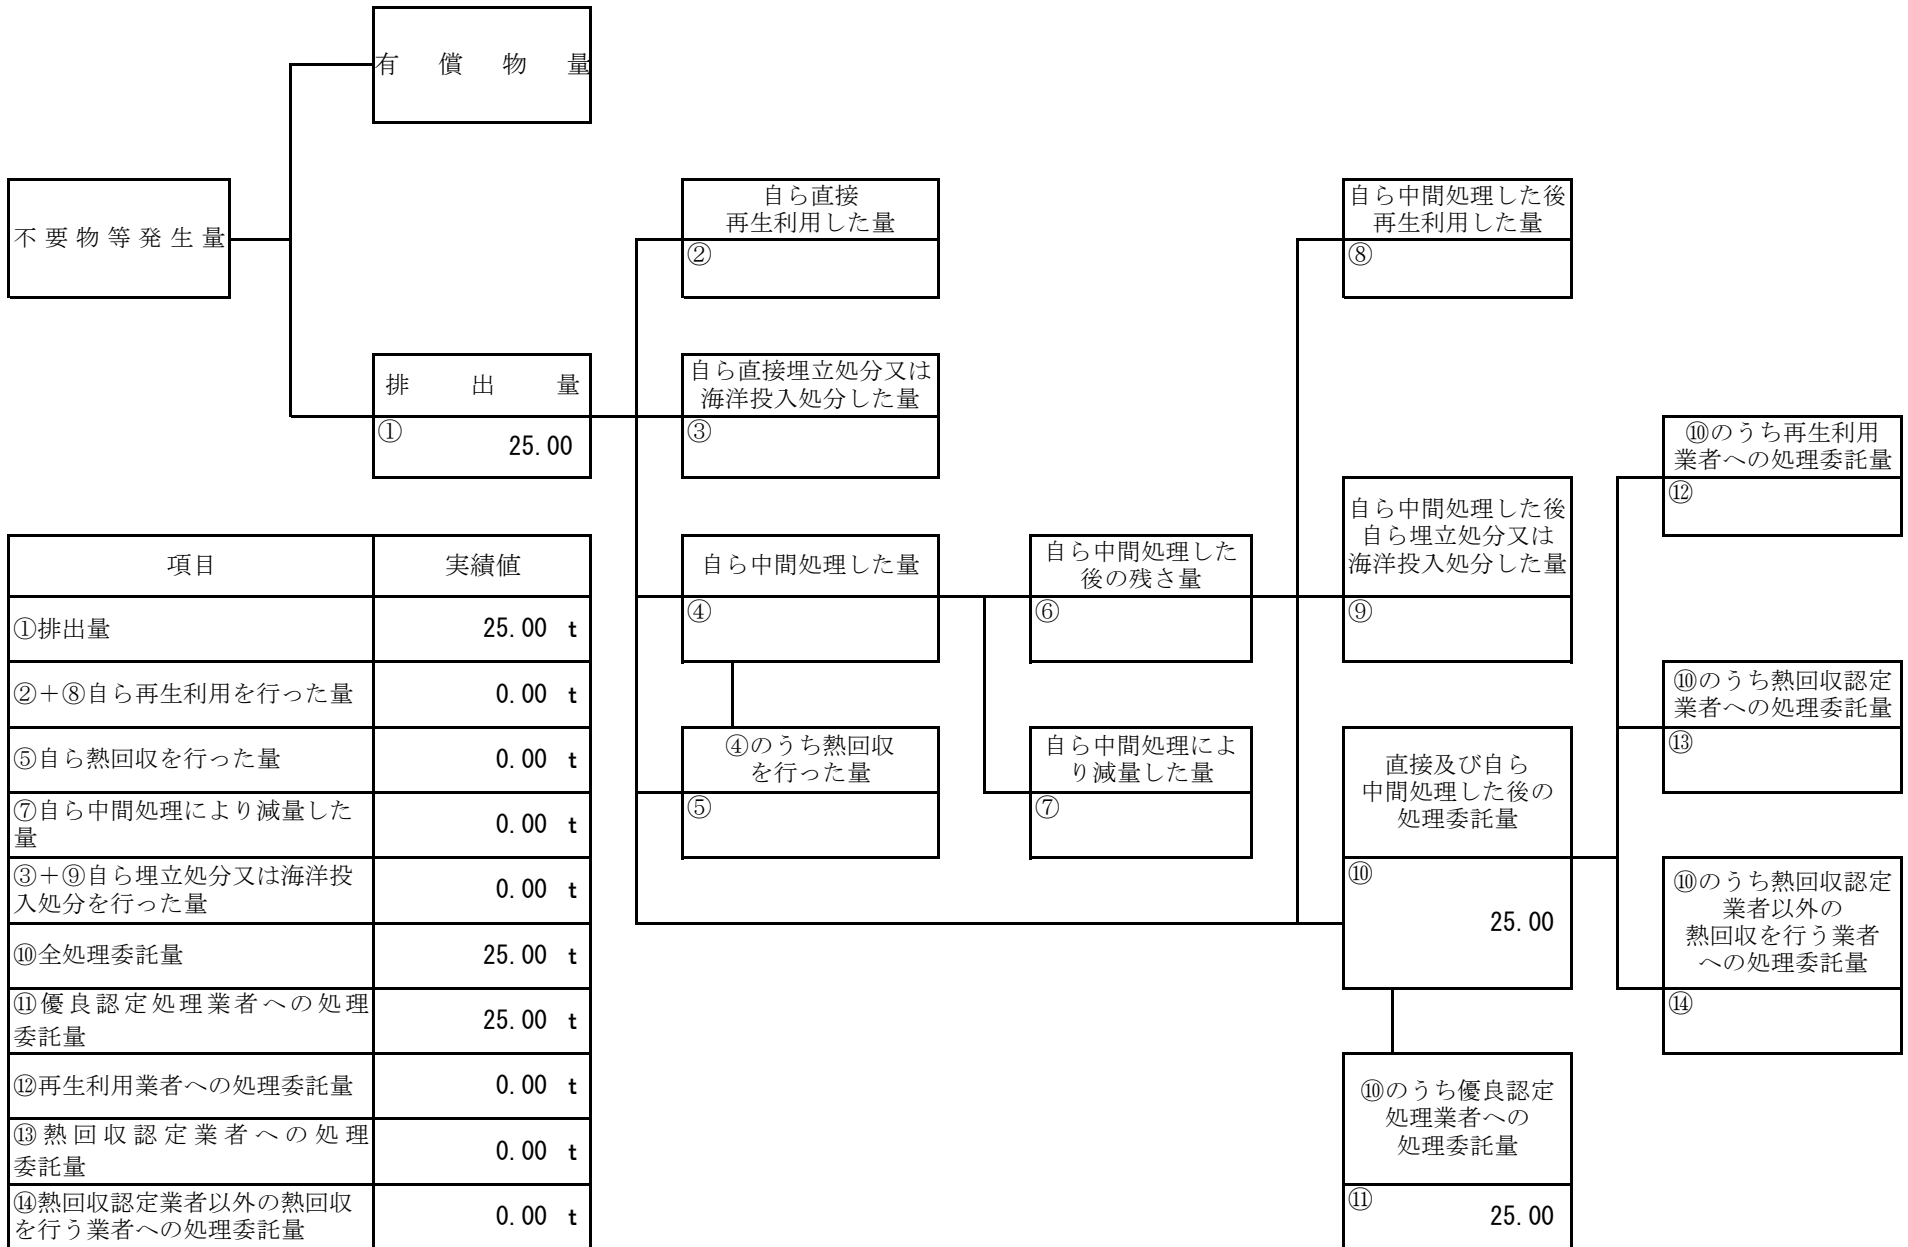 有償物量
不要物等発生量
排出量
①
25.00
自ら直接
再生利用した量
②
自ら直接埋立処分又は
海洋投入処分した量
③
自ら中間処理した量
④
④のうち熱回収
を行った量
⑤
自ら中間処理した
後の残さ量
⑥
自ら中間処理によ
り減量した量
⑦
自ら中間処理した後
再生利用した量
⑧
自ら中間処理した後
自ら埋立処分又は
海洋投入処分した量
⑨
直接及び自ら
中間処理した後の
処理委託量
⑩
25.00
⑩のうち優良認定
処理業者への
処理委託量
⑪
25.00
⑩のうち再生利用
業者への処理委託量
⑫
⑩のうち熱回収認定
業者への処理委託量
⑬
⑩のうち熱回収認定
業者以外の
熱回収を行う業者
への処理委託量
⑭
項目 実績値
①排出量 25.00 t
②+⑧自ら再生利用を行った量 0.00 t
⑤自ら熱回収を行った量 0.00 t
⑦自ら中間処理により減量した
量 0.00 t
③+⑨自ら埋立処分又は海洋投
入処分を行った量 0.00 t
⑩全処理委託量 25.00 t
⑪優良認定処理業者への処理
委託量 25.00 t
⑫再生利用業者への処理委託量 0.00 t
⑬熱回収認定業者への処理
委託量 0.00 t
⑭熱回収認定業者以外の熱回収
を行う業者への処理委託量 0.00 t